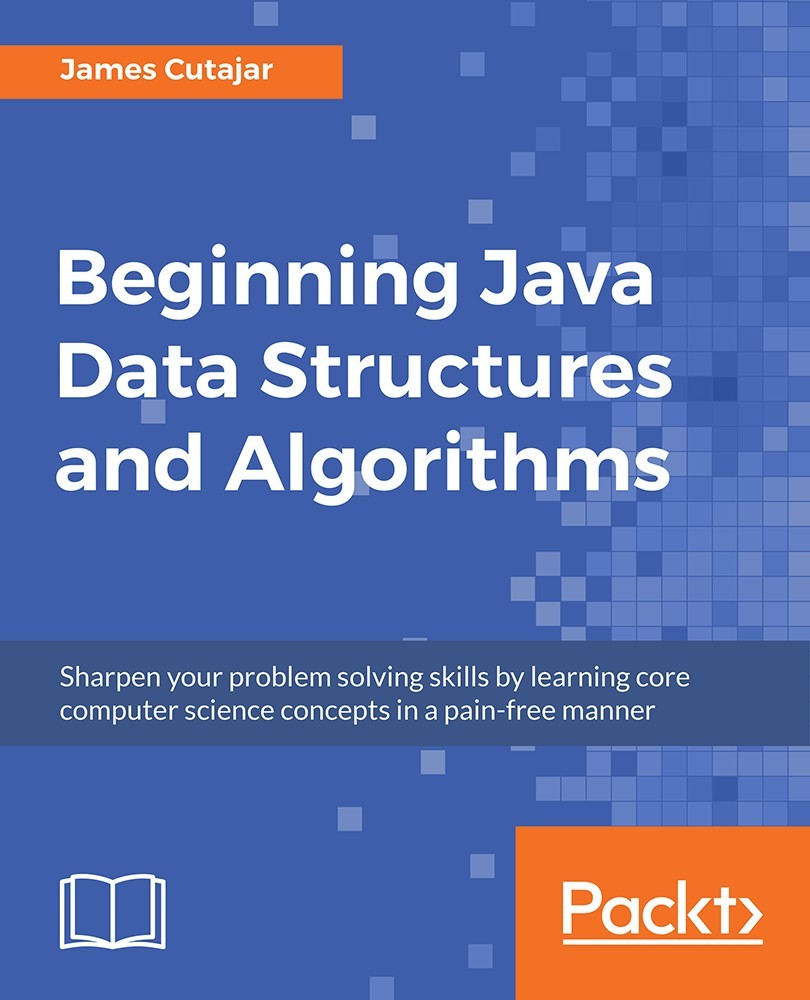 James Cutajar
Beginning Java
Data Structures
and Algorithms
Sharpen your problem solving skills by learning core
computer science concepts in a pain-free manner
Packt>